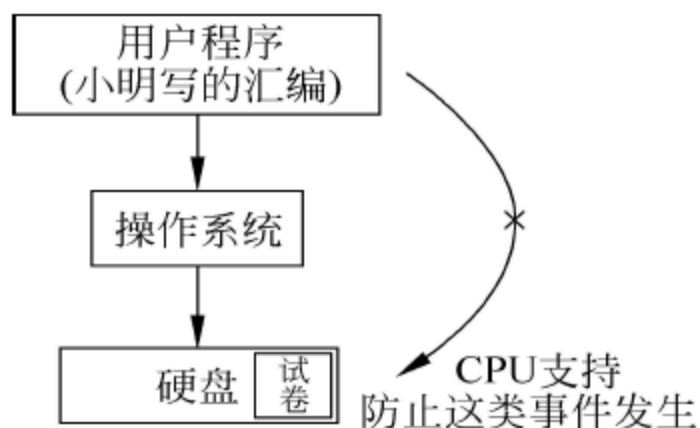 用户程序
(小明写的汇编)
操作系统
硬盘
试
卷
CPU支持
防止这类事件发生